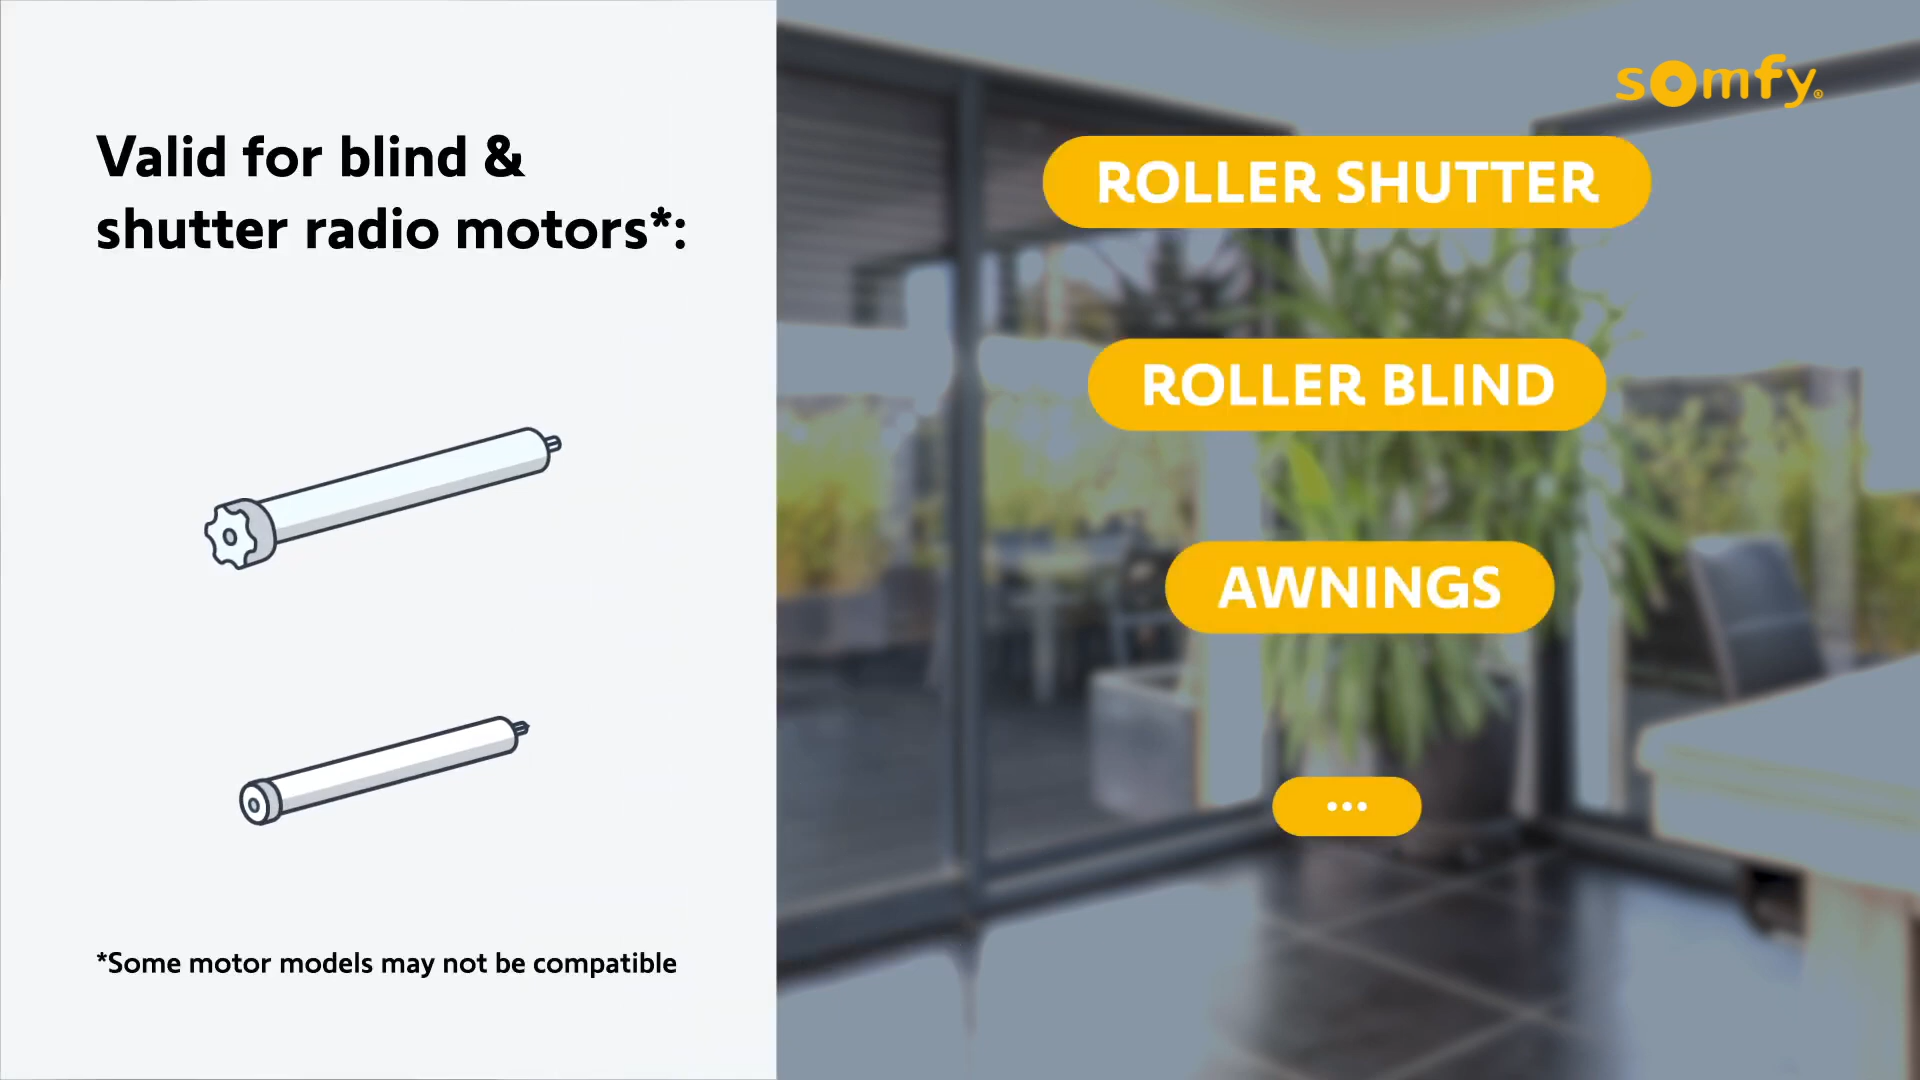 Valid for blind &
shutter radio motors*:
*Some motor models may not be compatible
somfy®
ROLLER SHUTTER
ROLLER BLIND
AWNINGS
...